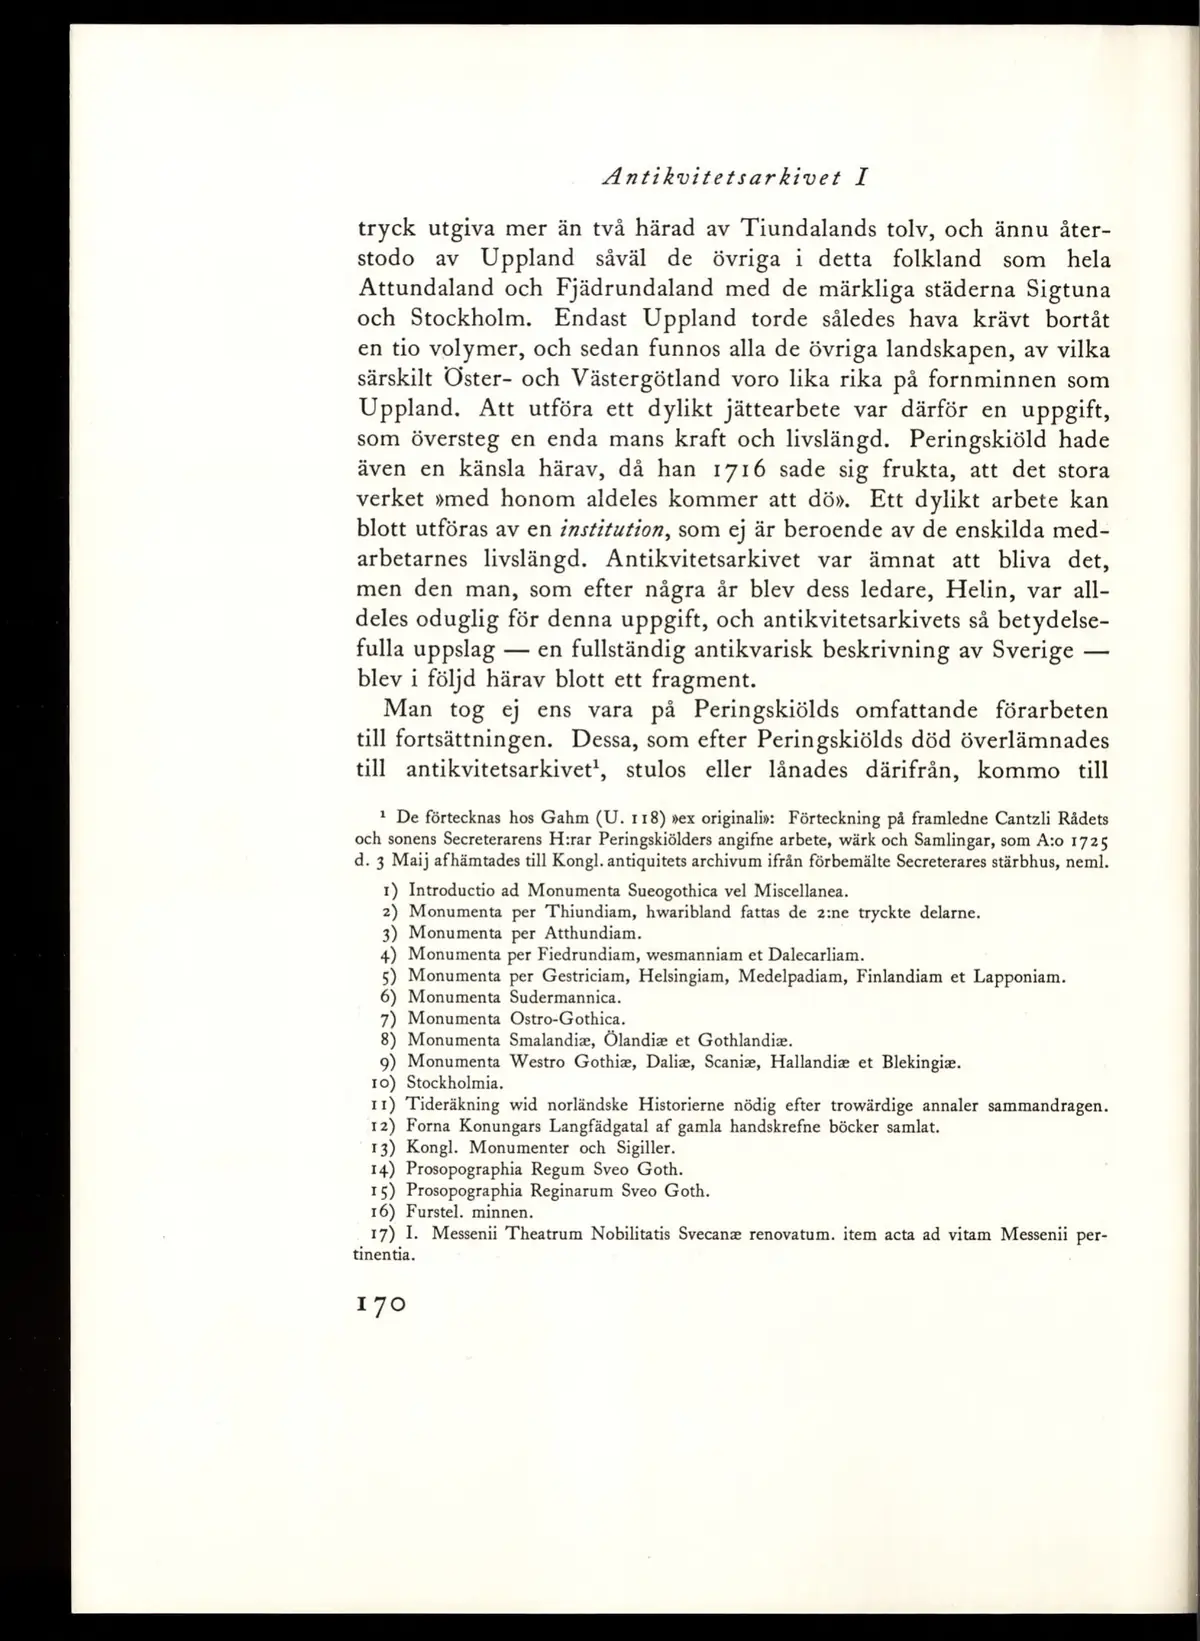 Antikvitetsarkivet I
tryck utgiva mer än två härad av Tiundalands tolv, och ännu åter-
stodo av Uppland såväl de övriga i detta folkland som hela
Attundaland och Fjädrundaland med de märkliga städerna Sigtuna
och Stockholm. Endast Uppland torde således hava krävt bortåt
en tio volymer, och sedan funnos alla de övriga landskapen, av vilka
särskilt Öster- och Västergötland voro lika rika på fornminnen som
Uppland. Att utföra ett dylikt jättearbete var därför en uppgift,
som översteg en enda mans kraft och livslängd. Peringskiöld hade
även en känsla härav, då han 1716 sade sig frukta, att det stora
verket »med honom aldeles kommer att dö». Ett dylikt arbete kan
blott utföras av en institution, som ej är beroende av de enskilda med-
arbetarnes livslängd. Antikvitetsarkivet var ämnat att bliva det,
men den man, som efter några år blev dess ledare, Helin, var all-
deles oduglig för denna uppgift, och antikvitetsarkivets så betydelse-
fulla uppslag — en fullständig antikvarisk beskrivning av Sverige —
blev i följd härav blott ett fragment.
Man tog ej ens vara på Peringskiölds omfattande förarbeten
till fortsättningen. Dessa, som efter Peringskiölds död överlämnades
till antikvitetsarkivet¹, stulos eller lånades därifrån, kommo till
¹ De förtecknas hos Gahm (U. 118) »ex originali»: Förteckning på framledne Cantzli Rådets
och sonens Secreterarens H:rar Peringskiölders angifne arbete, wärk och Samlingar, som A:o 1725
d. 3 Maij afhämtades till Kongl. antiquitets archivum ifrån förbemälte Secreterares stärbhus, neml.
1) Introductio ad Monumenta Sueogothica vel Miscellanea.
2) Monumenta per Thiundiam, hwaribland fattas de 2:ne tryckte delarne.
3) Monumenta per Atthundiam.
4) Monumenta per Fiedrundiam, wesmanniam et Dalecarliam.
5) Monumenta per Gestriciam, Helsingiam, Medelpadiam, Finlandiam et Lapponiam.
6) Monumenta Sudermannica.
7) Monumenta Ostro-Gothica.
8) Monumenta Smalandiæ, Ölandiæ et Gothlandiæ.
9) Monumenta Westro Gothiæ, Daliæ, Scaniæ, Hallandiæ et Blekingiæ.
10) Stockholmia.
11) Tideräkning wid norländske Historierne nödig efter trowärdige annaler sammandragen.
12) Forna Konungars Langfädgatal af gamla handskrefne böcker samlat.
13) Kongl. Monumenter och Sigiller.
14) Prosopographia Regum Sveo Goth.
15) Prosopographia Reginarum Sveo Goth.
16) Furstel. minnen.
17) I. Messenii Theatrum Nobilitatis Svecanæ renovatum. item acta ad vitam Messenii per-
tinentia.
170